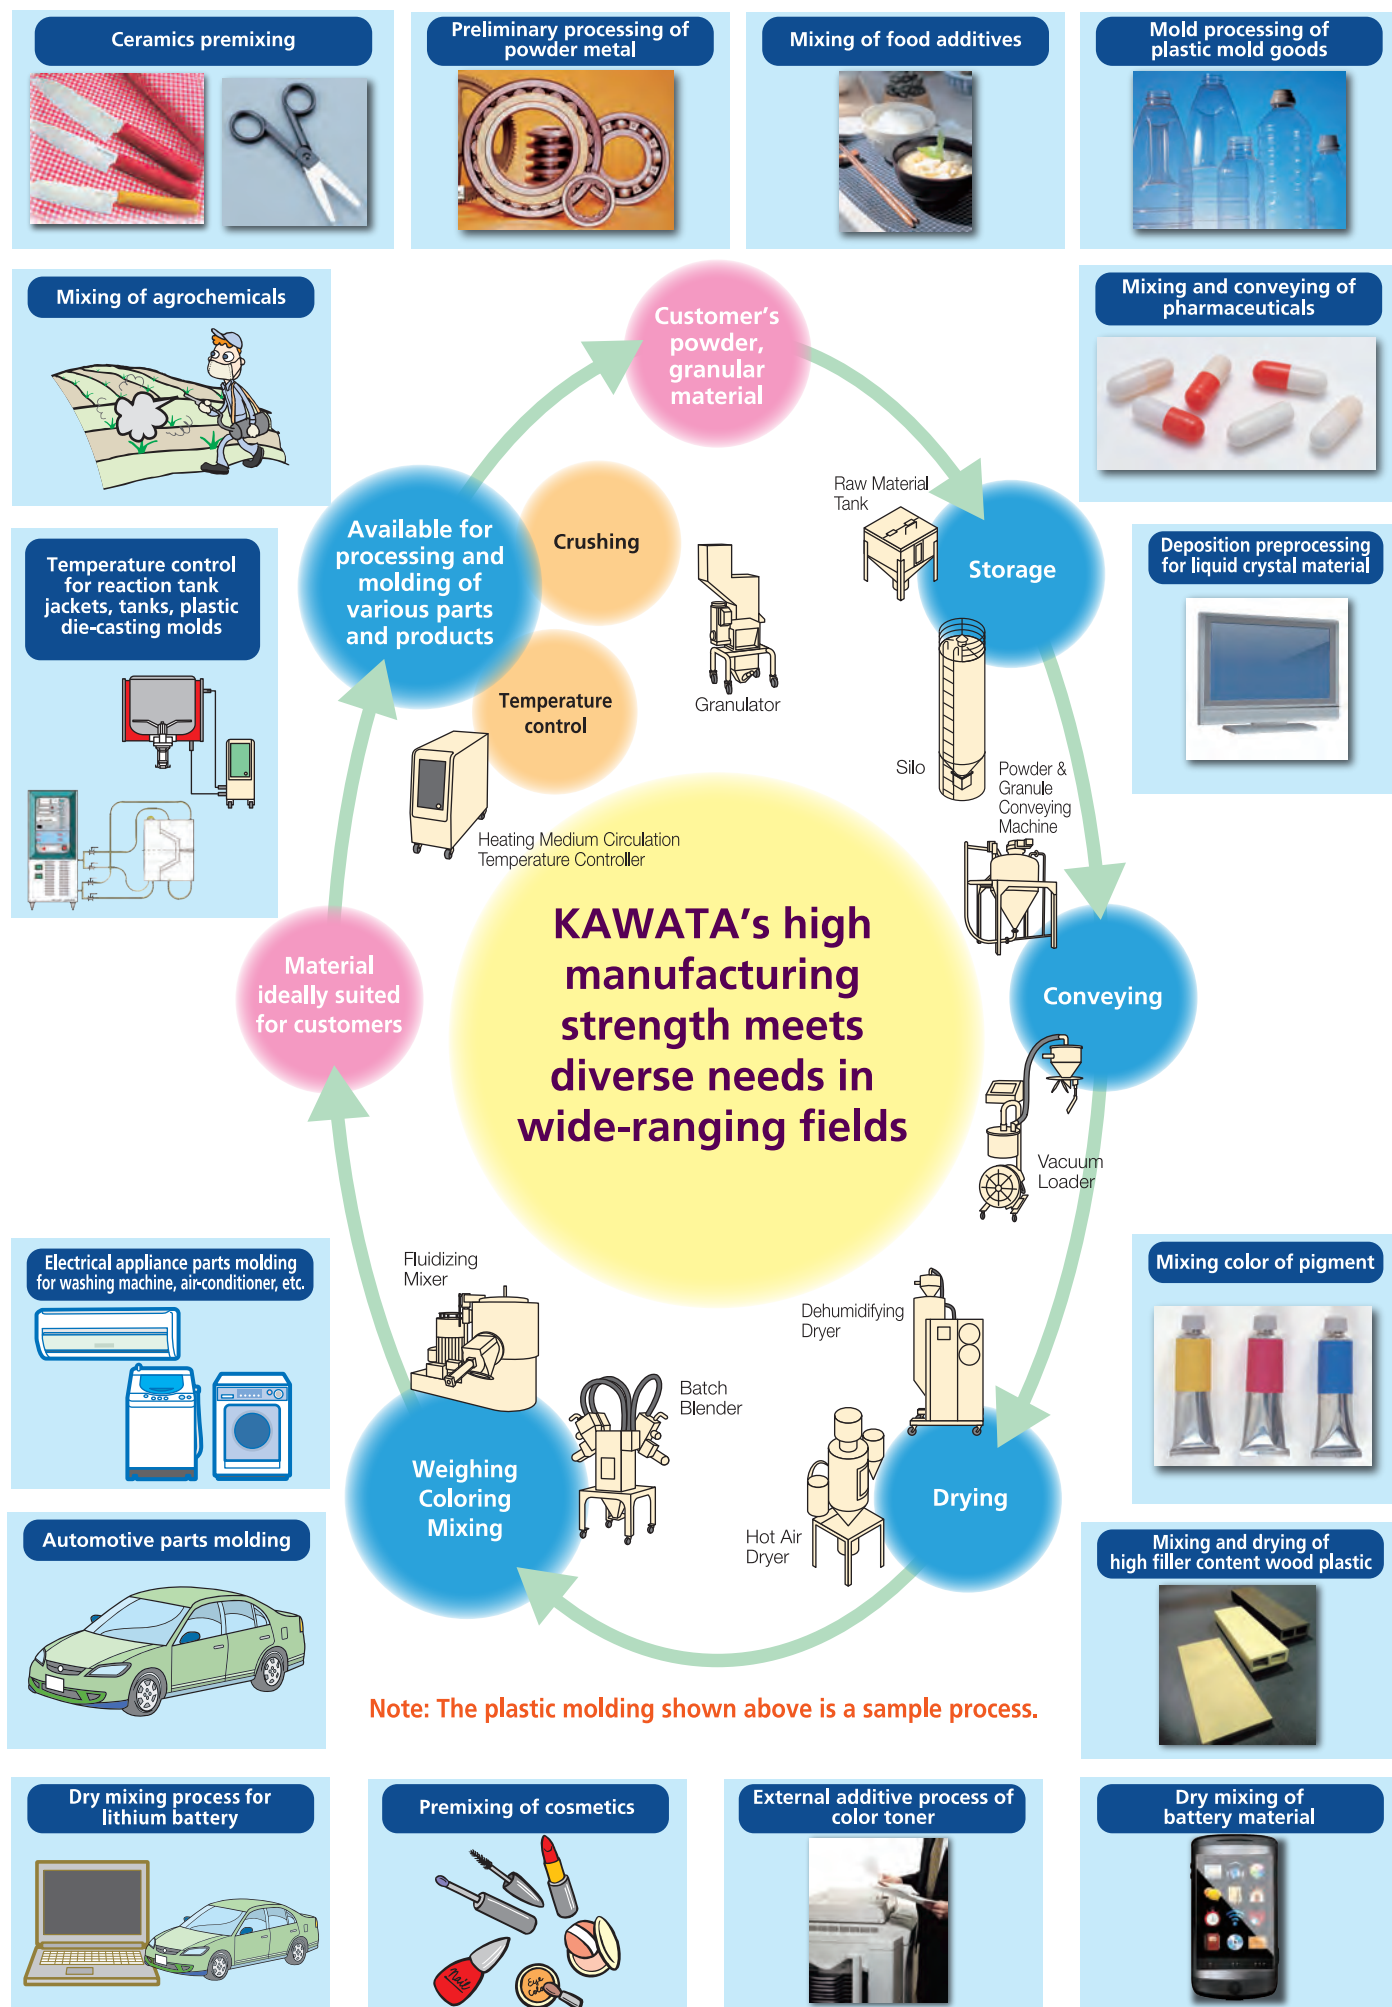 Ceramics premixing
Preliminary processing of
powder metal
Mixing of food additives
Mold processing of
plastic mold goods
Mixing of agrochemicals
Customer's
powder,
granular
material
Mixing and conveying of
pharmaceuticals
Available for
processing and
molding of
various parts
and products
Crushing
Raw Material
Tank
Storage
Temperature control
for reaction tank
jackets, tanks, plastic
die-casting molds
Deposition preprocessing
for liquid crystal material
Temperature
control
Granulator
Silo
Powder &
Granule
Conveying
Machine
Heating Medium Circulation
Temperature Controller
KAWATA's high
manufacturing
strength meets
diverse needs in
wide-ranging fields
Material
ideally suited
for customers
Conveying
Vacuum
Loader
Electrical appliance parts molding
for washing machine, air-conditioner, etc.
Fluidizing
Mixer
Dehumidifying
Dryer
Mixing color of pigment
Batch
Blender
Weighing
Coloring
Mixing
Drying
Hot Air
Dryer
Automotive parts molding
Mixing and drying of
high filler content wood plastic
Note: The plastic molding shown above is a sample process.
Dry mixing process for
lithium battery
Premixing of cosmetics
External additive process of
color toner
Dry mixing of
battery material
Nail
Eye
Color